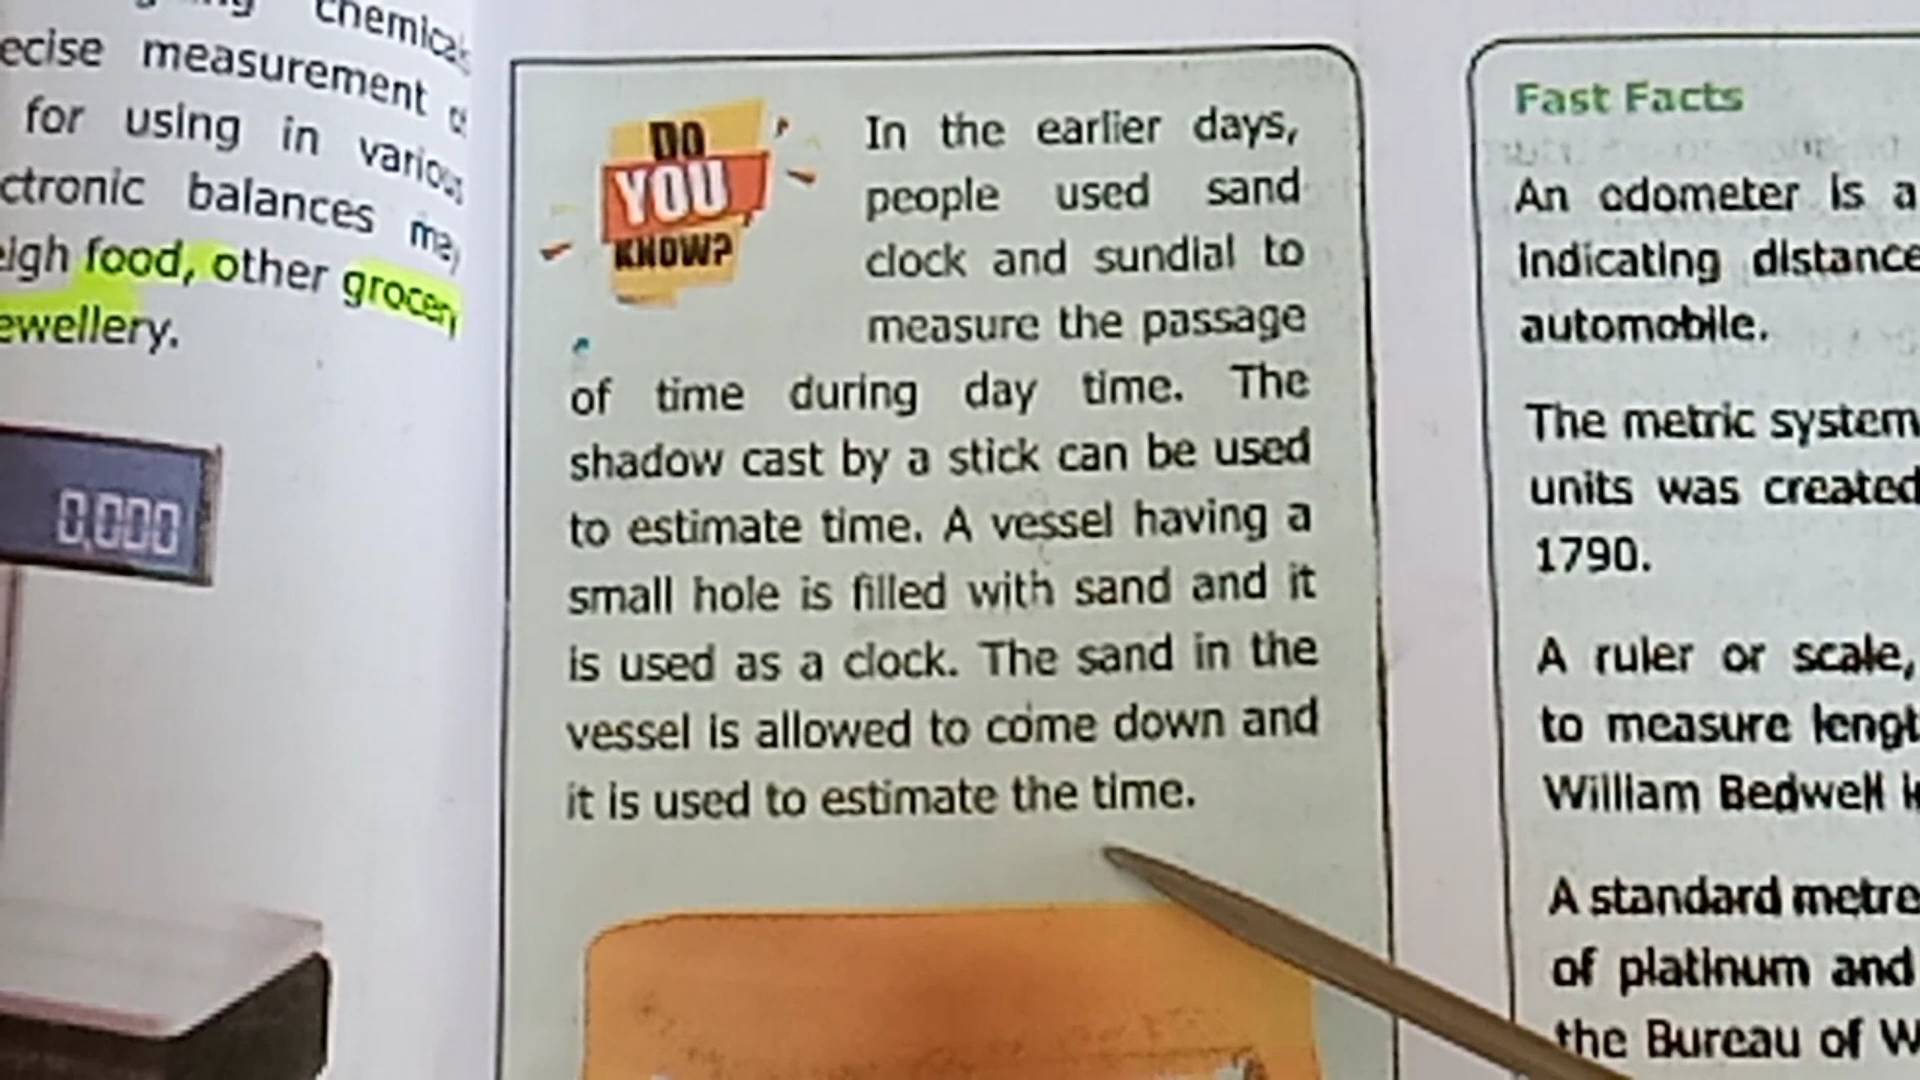 chemicals
ecise measurement
for using in various
ctronic balances may
eigh food, other grocery
ewellery.
0.000
DO
YOU
KNOW?
In the earlier days,
people used sand
clock and sundial to
measure the passage
of time during day time. The
shadow cast by a stick can be used
to estimate time. A vessel having a
small hole is filled with sand and it
is used as a clock. The sand in the
vessel is allowed to come down and
it is used to estimate the time.
Fast Facts
An odometer is a
indicating distance
automobile.
The metric system
units was created
1790.
A ruler or scale,
to measure lengt
William Bedwell
A standard metre
of platinum and
the Bureau of W